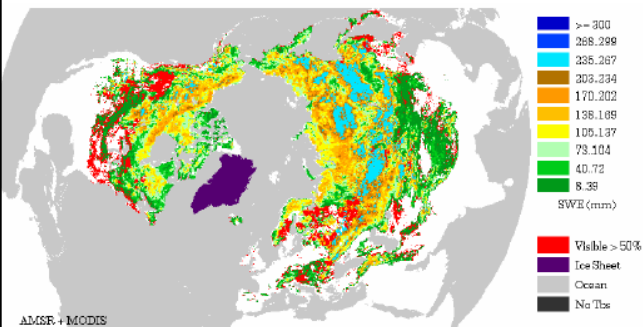 >= 300
268.299
235.267
203.234
170.202
138.169
105.137
73.104
40.72
8.39
SWE (mm)
Visible > 50%
Ice Sheet
Ocean
No Tbs
AMSR + MODIS